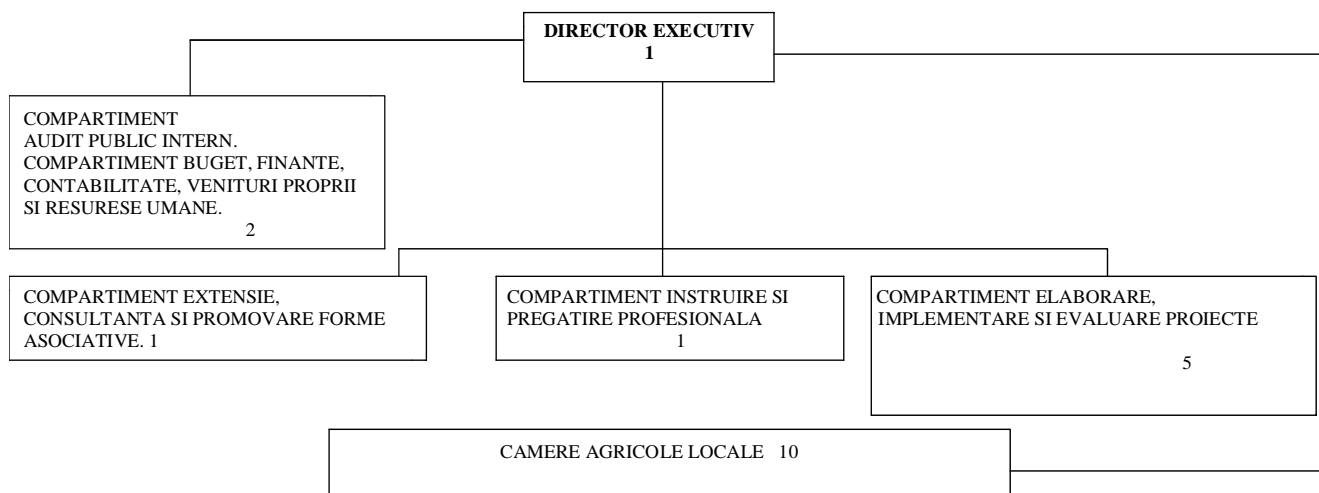 DIRECTOR EXECUTIV
1
COMPARTIMENT
AUDIT PUBLIC INTERN.
COMPARTIMENT BUGET, FINANTE,
CONTABILITATE, VENITURI PROPRII
SI RESURESE UMANE.
2
COMPARTIMENT EXTENSIE,
CONSULTANTA SI PROMOVARE FORME
ASOCIATIVE. 1
COMPARTIMENT INSTRUIRE SI
PREGATIRE PROFESIONALA
1
COMPARTIMENT ELABORARE,
IMPLEMENTARE SI EVALUARE PROIECTE
5
CAMERE AGRICOLE LOCALE 10